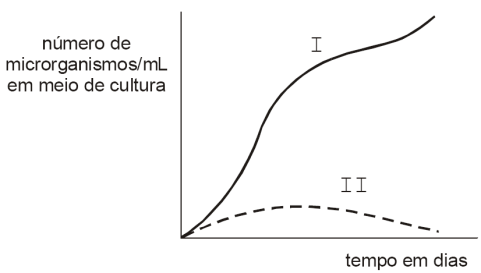 número de
microrganismos/mL
em meio de cultura
I
II
tempo em dias